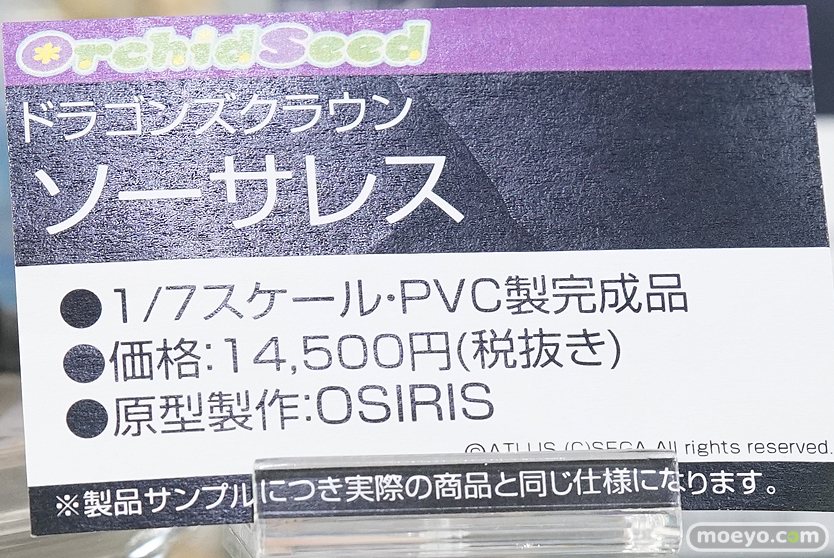 OrchidSeed
ドラゴンズクラウン
ソーサレス
●1/7スケール・PVC製完成品
●価格:14,500円(税抜き)
●原型製作:OSIRIS
©ATLUS (C)SEGA All rights reserved.
※製品サンプルにつき実際の商品と同じ仕様になります。
moeyo.com